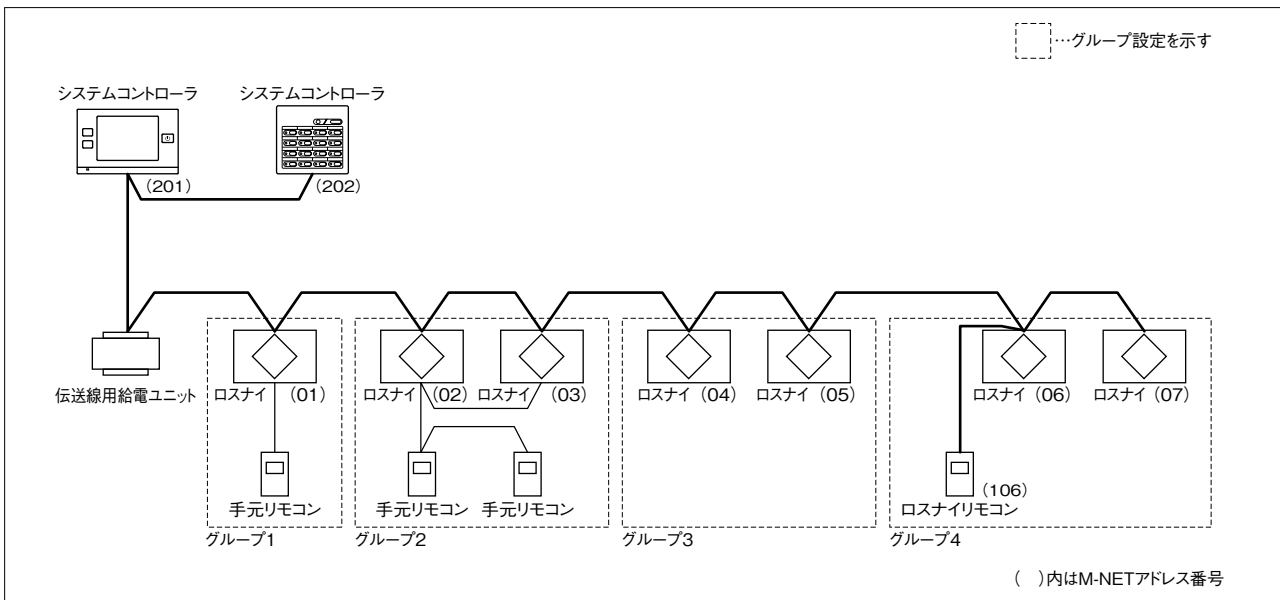 …グループ設定を示す
システムコントローラ
システムコントローラ
(201)
(202)
伝送線用給電ユニット
ロスナイ (01)
ロスナイ (02)
ロスナイ (03)
ロスナイ (04)
ロスナイ (05)
ロスナイ (06)
ロスナイ (07)
手元リモコン
手元リモコン
手元リモコン
(106)
ロスナイリモコン
グループ1
グループ2
グループ3
グループ4
( )内はM-NETアドレス番号